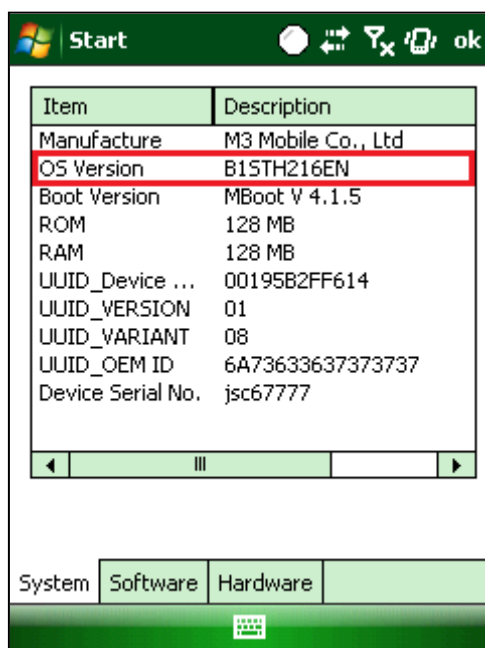 Start ok
Item Description
Manufacture M3 Mobile Co., Ltd
OS Version B1STH216EN
Boot Version MBoot V 4.1.5
ROM 128 MB
RAM 128 MB
UUID_Device ... 00195B2FF614
UUID_VERSION 01
UUID_VARIANT 08
UUID_OEM ID 6A73633637373737
Device Serial No. jsc67777
System Software Hardware